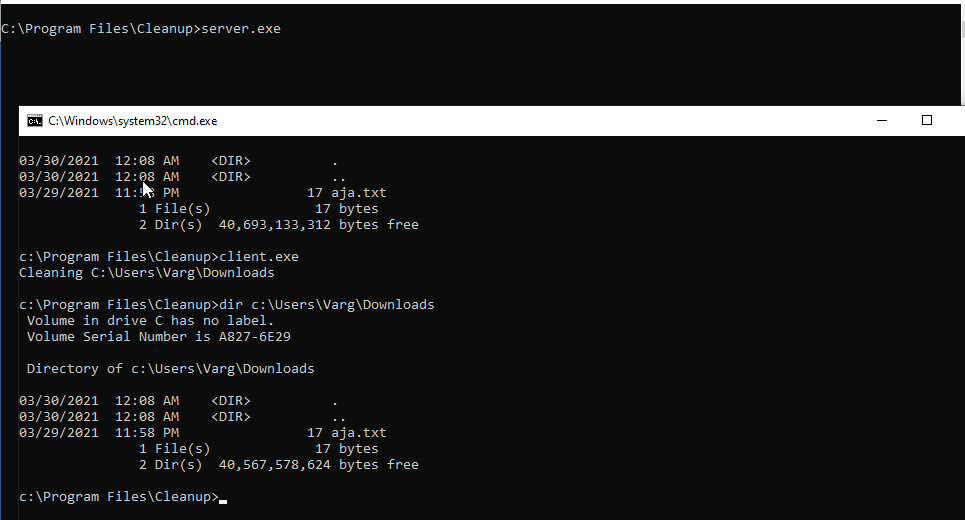 C:\Program Files\Cleanup>server.exe
C:\Windows\system32\cmd.exe
03/30/2021  12:08 AM    <DIR>          .
03/30/2021  12:08 AM    <DIR>          ..
03/29/2021  11:58 PM                17 aja.txt
               1 File(s)             17 bytes
               2 Dir(s)  40,693,133,312 bytes free
c:\Program Files\Cleanup>client.exe
Cleaning C:\Users\Varg\Downloads
c:\Program Files\Cleanup>dir c:\Users\Varg\Downloads
 Volume in drive C has no label.
 Volume Serial Number is A827-6E29
 Directory of c:\Users\Varg\Downloads
03/30/2021  12:08 AM    <DIR>          .
03/30/2021  12:08 AM    <DIR>          ..
03/29/2021  11:58 PM                17 aja.txt
               1 File(s)             17 bytes
               2 Dir(s)  40,567,578,624 bytes free
c:\Program Files\Cleanup>